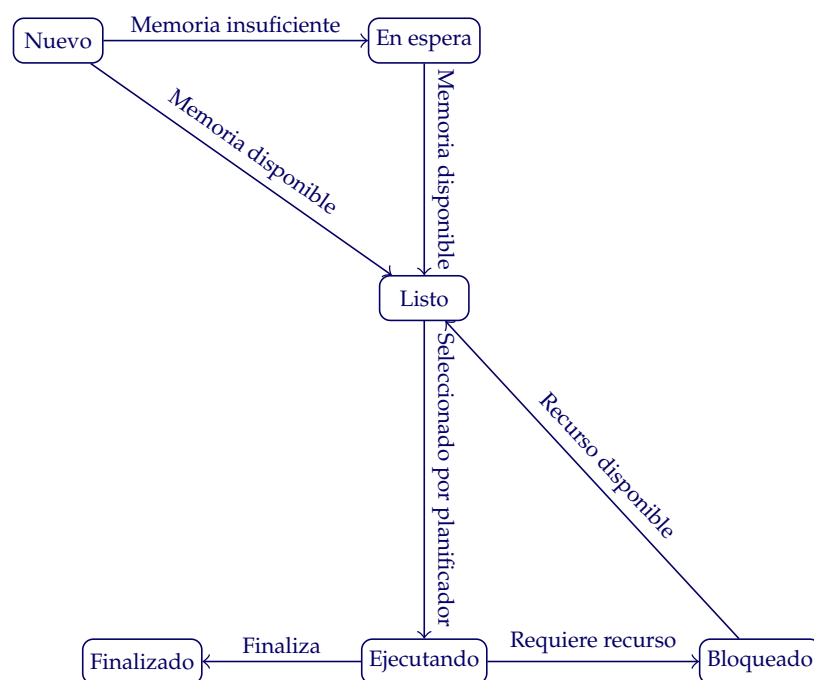 Nuevo
Memoria insuficiente
En espera
Memoria disponible
Memoria disponible
Listo
Seleccionado por planificador
Recurso disponible
Finalizado
Finaliza
Ejecutando
Requiere recurso
Bloqueado